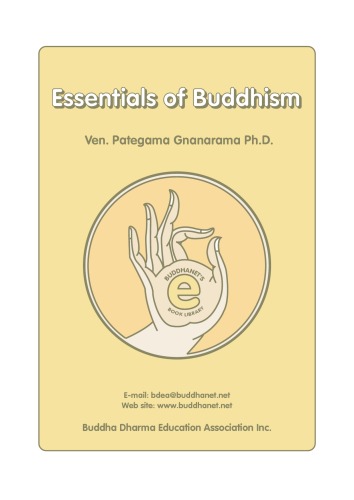 Essentials of Buddhism
Ven. Pategama Gnanarama Ph.D.
BUDDHANET'S
e
BOOK LIBRARY
E-mail: bdea@buddhanet.net
Web site: www.buddhanet.net
Buddha Dharma Education Association Inc.